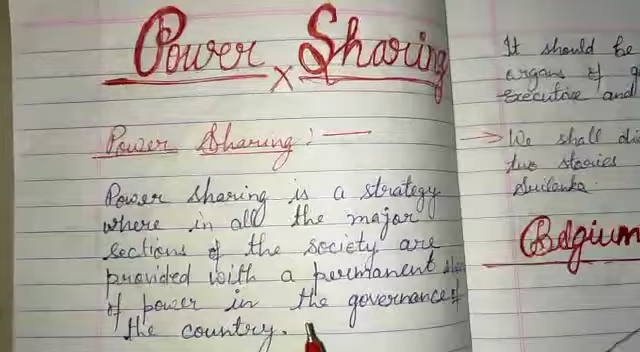 Power Sharing
Power Sharing :—
Power sharing is a strategy
where in all the major
sections of the society are
provided with a permanent
of power in the governance of
the country.
It should be
organs of
executive and
→ We shall
two stories
Srilanka.
Belgium